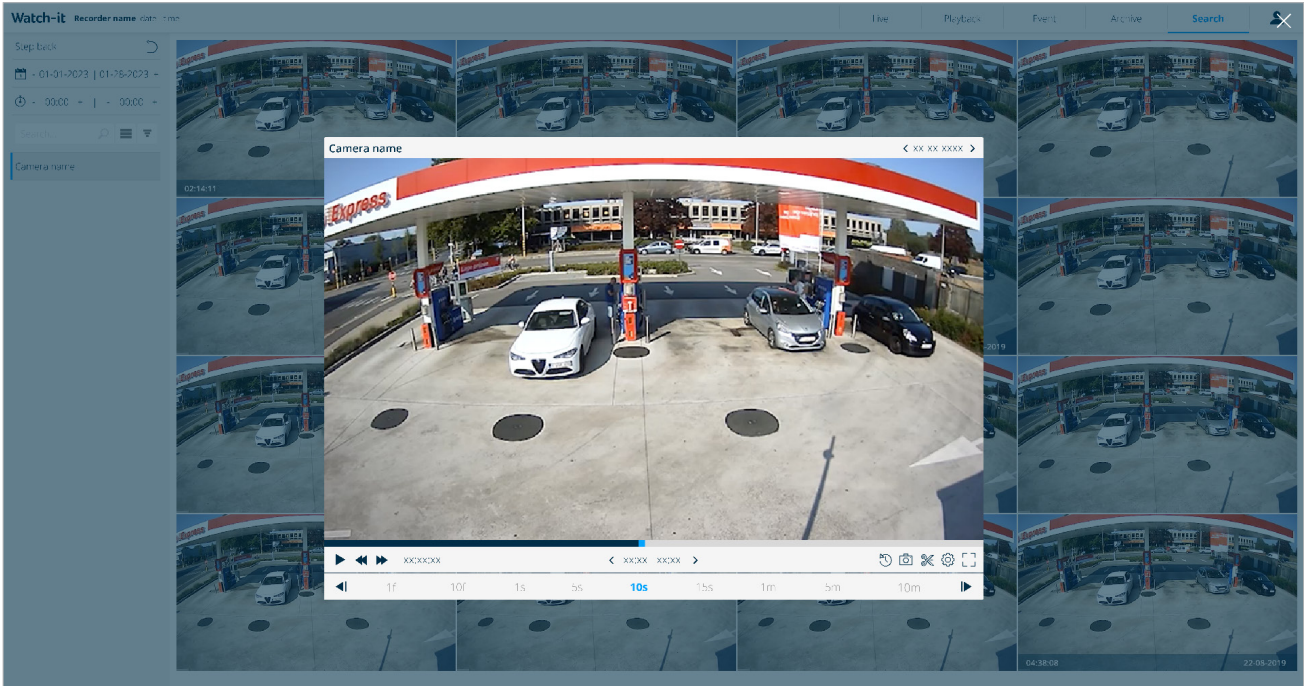 Watch-it Recorder name date time
Live Playback Event Archive Search
Step back
- 01-01-2023 | 01-26-2023 -
- 00:00 - | - 00:00 -
Search...
Camera name
02:14:11
Camera name
< xx xx xxxx >
Express
-2019
xx:xx:xx
< xx:xx xx:xx >
1f 10f 1s 5s 10s 15s 1m 5m 10m
04:38:08 22-08-2019